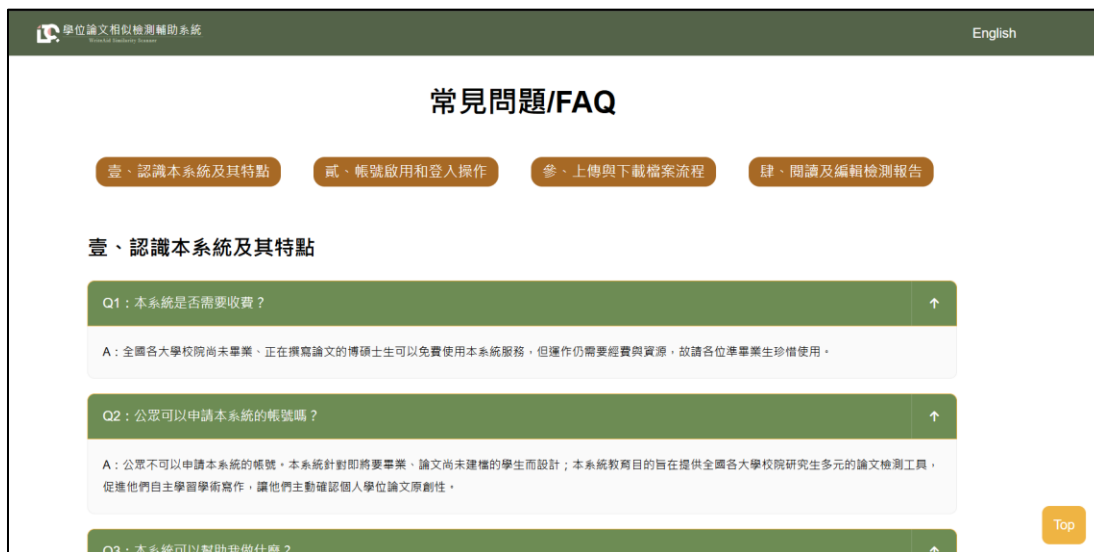 學位論文相似檢測輔助系統
English
常見問題/FAQ
壹、認識本系統及其特點
貳、帳號啟用和登入操作
參、上傳與下載檔案流程
肆、閱讀及編輯檢測報告
壹、認識本系統及其特點
Q1：本系統是否需要收費？
A：全國各大學校院尚未畢業、正在撰寫論文的博碩士生可以免費使用本系統服務，但運作仍需要經費與資源，故請各位準畢業生珍惜使用。
Q2：公眾可以申請本系統的帳號嗎？
A：公眾不可以申請本系統的帳號。本系統針對即將要畢業、論文尚未建檔的學生而設計；本系統教育目的旨在提供全國各大學校院研究生多元的論文檢測工具，
促進他們自主學習學術寫作，讓他們主動確認個人學位論文原創性。
Top
Q3：本系統可以幫助我做什麼？